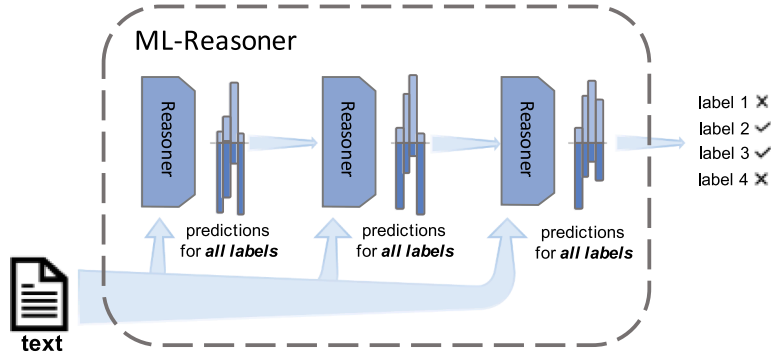 ML-Reasoner
Reasoner
Reasoner
Reasoner
predictions
for all labels
predictions
for all labels
predictions
for all labels
label 1 ✗
label 2 ✓
label 3 ✓
label 4 ✗
text